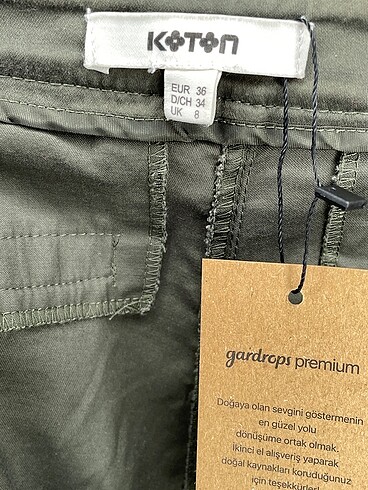 KOTON
EUR 36
D/CH 34
UK 8
gardrops premium
Doğaya olan sevgini göstermenin
en güzel yolu
dönüşüme ortak olmak.
İkinci el alışveriş yaparak
doğal kaynakları koruduğunuz
için teşekkürler!